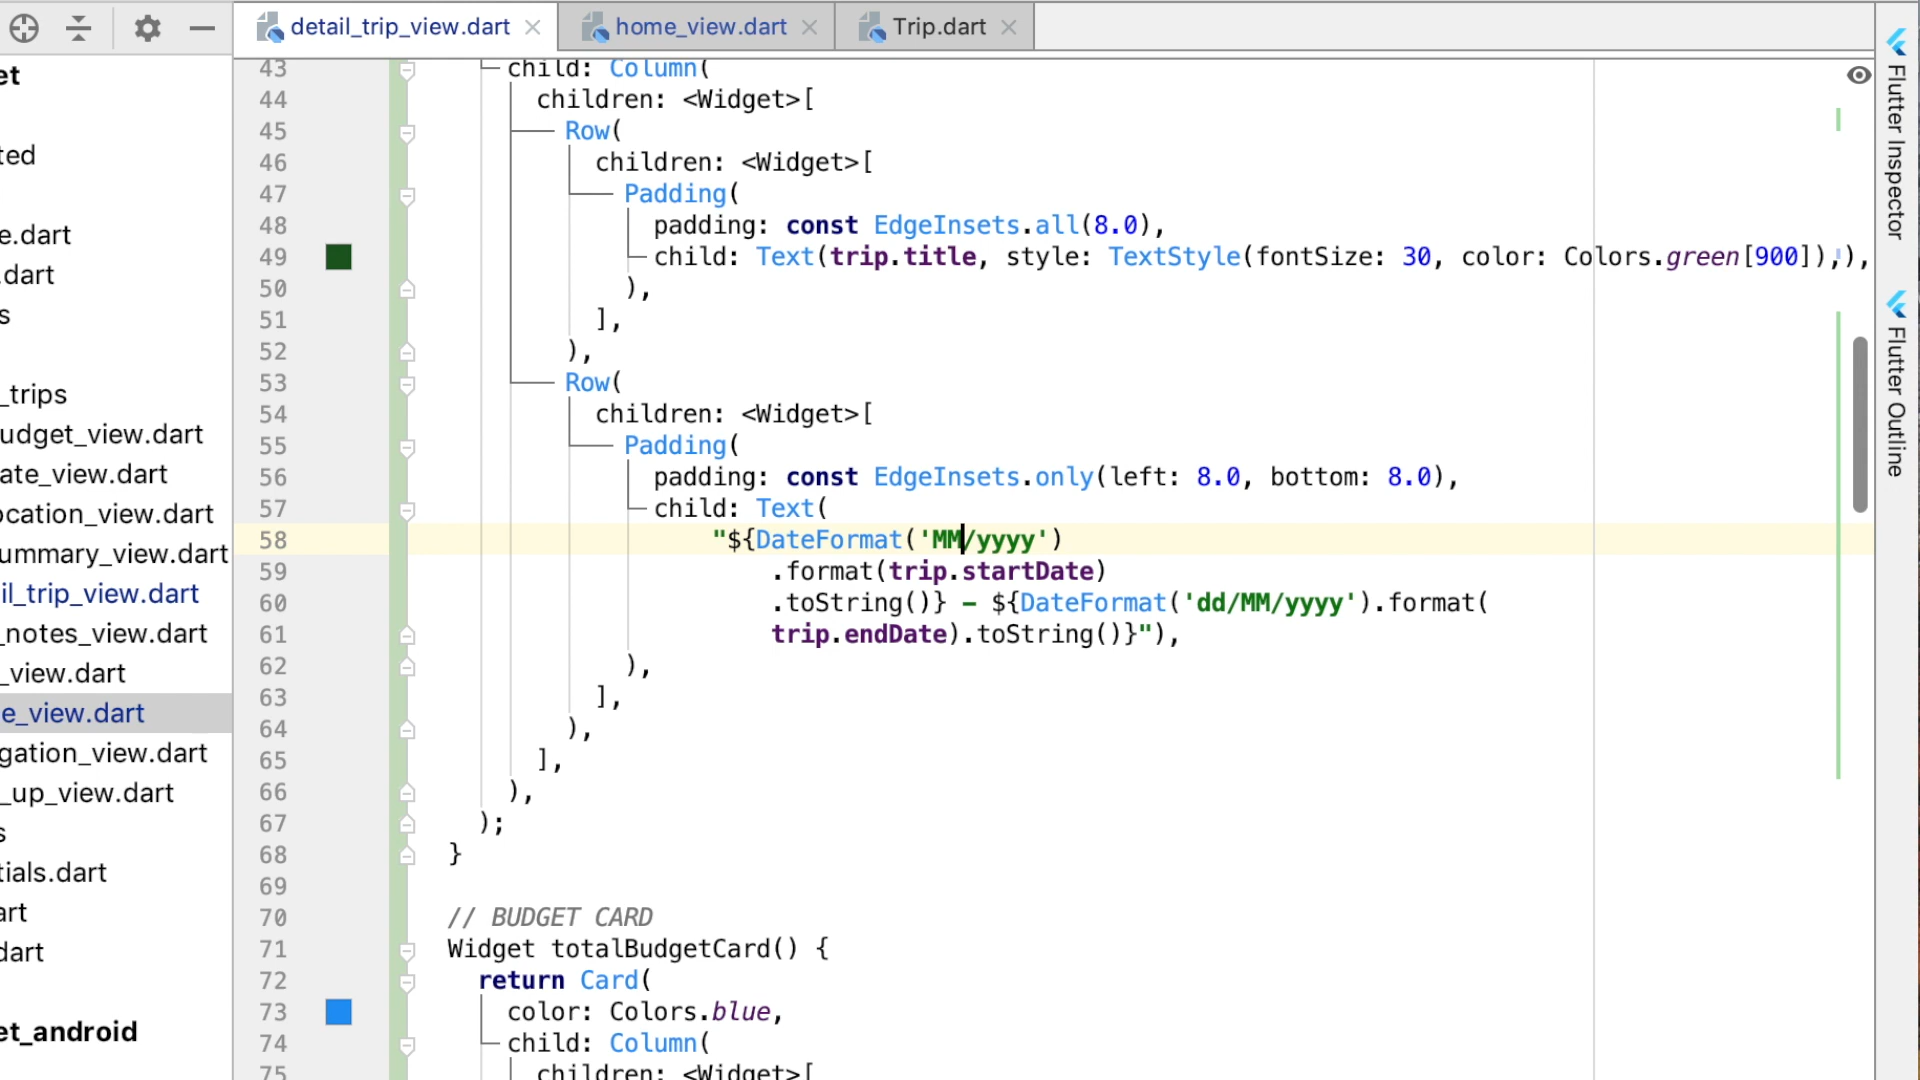 detail_trip_view.dart
home_view.dart
Trip.dart
et
ted
e.dart
.dart
s
_trips
udget_view.dart
ate_view.dart
ocation_view.dart
ummary_view.dart
il_trip_view.dart
_notes_view.dart
_view.dart
e_view.dart
gation_view.dart
_up_view.dart
s
tials.dart
art
dart
et_android
43 child: Column(
44 children: <Widget>[
45 Row(
46 children: <Widget>[
47 Padding(
48 padding: const EdgeInsets.all(8.0),
49 child: Text(trip.title, style: TextStyle(fontSize: 30, color: Colors.green[900]),),
50 ),
51 ],
52 ),
53 Row(
54 children: <Widget>[
55 Padding(
56 padding: const EdgeInsets.only(left: 8.0, bottom: 8.0),
57 child: Text(
58 "${DateFormat('MM/yyyy')
59 .format(trip.startDate)
60 .toString()} - ${DateFormat('dd/MM/yyyy').format(
61 trip.endDate).toString()}"),
62 ),
63 ],
64 ),
65 ],
66 ),
67 );
68 }
69
70 // BUDGET CARD
71 Widget totalBudgetCard() {
72 return Card(
73 color: Colors.blue,
74 child: Column(
75 children: <Widget>[
Flutter Inspector
Flutter Outline